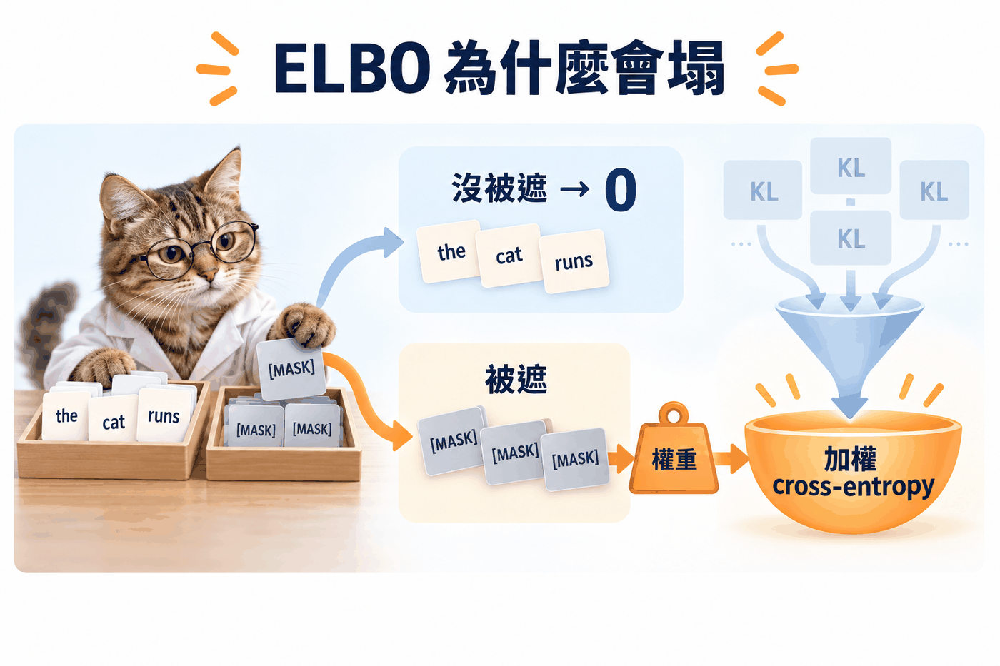 ELBO 為什麼會塌
沒被遮 → 0
the
cat
runs
KL
KL
KL
KL
...
...
被遮
[MASK]
[MASK]
[MASK]
權重
加權
cross-entropy
[MASK]
the
cat
runs
[MASK]
[MASK]